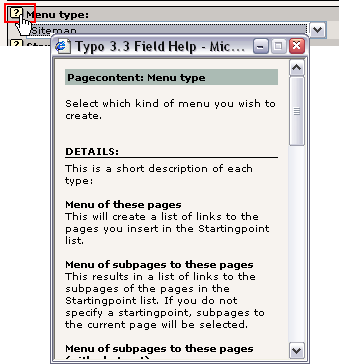 ? Menu type:
Sitemap
?
Typo 3.3 Field Help - Mic...
Pagecontent: Menu type
Select which kind of menu you wish to
create.
DETAILS:
This is a short description of each
type:
Menu of these pages
This will create a list of links to the
pages you insert in the Startingpoint
list.
Menu of subpages to these pages
This results in a list of links to the
subpages of the pages in the
Startingpoint list. If you do not
specify a startingpoint, subpages to
the current page will be selected.
Menu of subpages to these pages